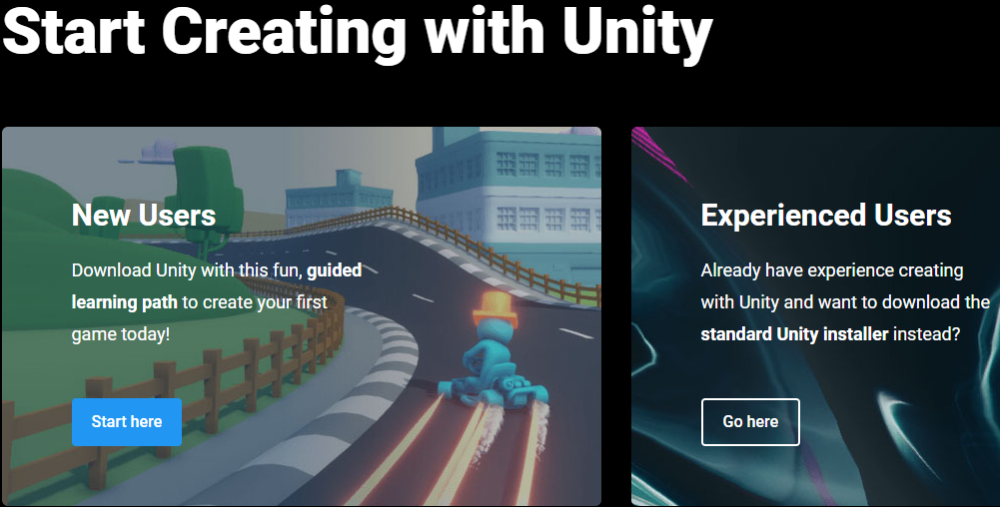 Start Creating with Unity
New Users
Download Unity with this fun, guided
learning path to create your first
game today!
Start here
Experienced Users
Already have experience creating
with Unity and want to download the
standard Unity installer instead?
Go here